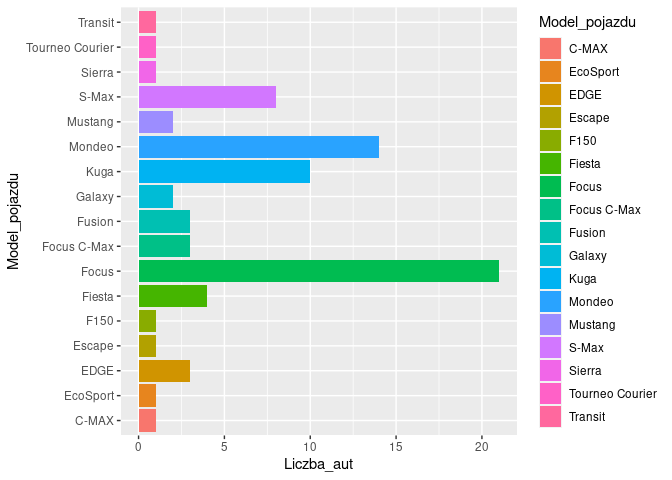 Model_pojazdu
Transit
Tourneo Courier
Sierra
S-Max
Mustang
Mondeo
Kuga
Galaxy
Fusion
Focus C-Max
Focus
Fiesta
F150
Escape
EDGE
EcoSport
C-MAX
0 5 10 15 20
Liczba_aut
Model_pojazdu
C-MAX
EcoSport
EDGE
Escape
F150
Fiesta
Focus
Focus C-Max
Fusion
Galaxy
Kuga
Mondeo
Mustang
S-Max
Sierra
Tourneo Courier
Transit